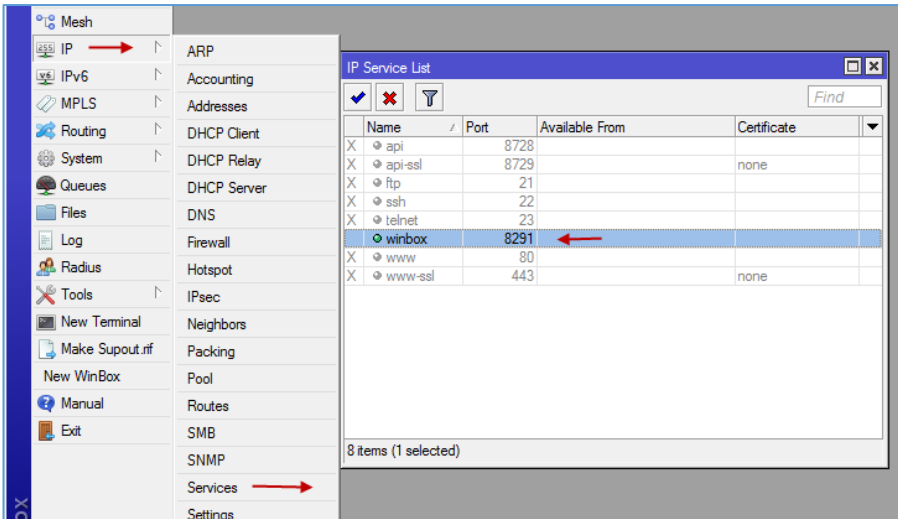 Mesh
IP
IPv6
MPLS
Routing
System
Queues
Files
Log
Radius
Tools
New Terminal
Make Supout.rif
New WinBox
Manual
Exit
ARP
Accounting
Addresses
DHCP Client
DHCP Relay
DHCP Server
DNS
Firewall
Hotspot
IPsec
Neighbors
Packing
Pool
Routes
SMB
SNMP
Services
Settings
IP Service List
Find
Name Port Available From Certificate
X api 8728
X api-ssl 8729 none
X ftp 21
X ssh 22
X telnet 23
winbox 8291
X www 80
X www-ssl 443 none
8 items (1 selected)